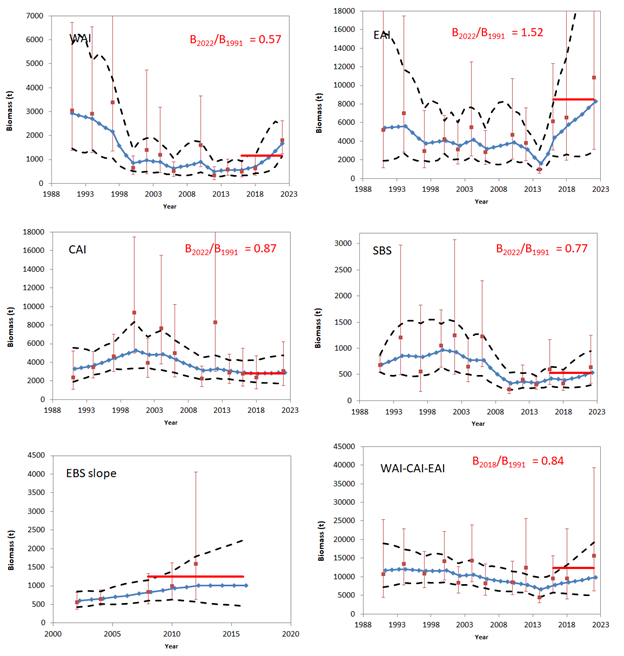 WAI
B2022/B1991 = 0.57
Biomass (t)
7000
6000
5000
4000
3000
2000
1000
0
1988 1993 1998 2003 2008 2013 2018 2023
Year
EAI
B2022/B1991 = 1.52
Biomass (t)
18000
16000
14000
12000
10000
8000
6000
4000
2000
0
1988 1993 1998 2003 2008 2013 2018 2023
Year
CAI
B2022/B1991 = 0.87
Biomass (t)
18000
16000
14000
12000
10000
8000
6000
4000
2000
0
1988 1993 1998 2003 2008 2013 2018 2023
Year
SBS
B2022/B1991 = 0.77
Biomass (t)
3000
2500
2000
1500
1000
500
0
1988 1993 1998 2003 2008 2013 2018 2023
Year
EBS slope
Biomass (t)
4500
4000
3500
3000
2500
2000
1500
1000
500
0
2000 2005 2010 2015 2020
Year
WAI-CAI-EAI
B2018/B1991 = 0.84
Biomass (t)
45000
40000
35000
30000
25000
20000
15000
10000
5000
0
1988 1993 1998 2003 2008 2013 2018 2023
Year